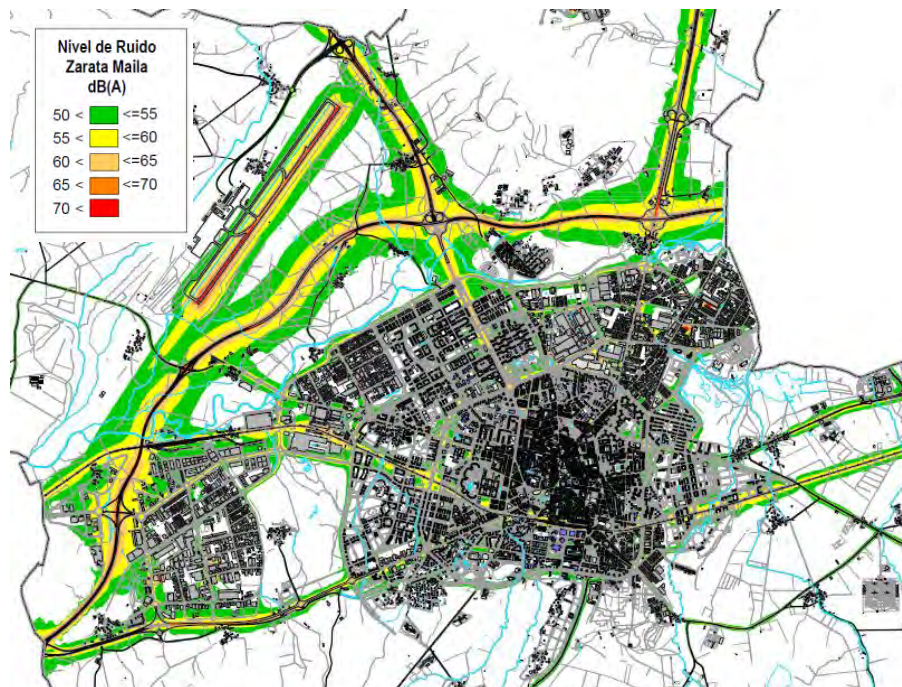 Nivel de Ruido
Zarata Maila
dB(A)
50 < <=55
55 < <=60
60 < <=65
65 < <=70
70 <